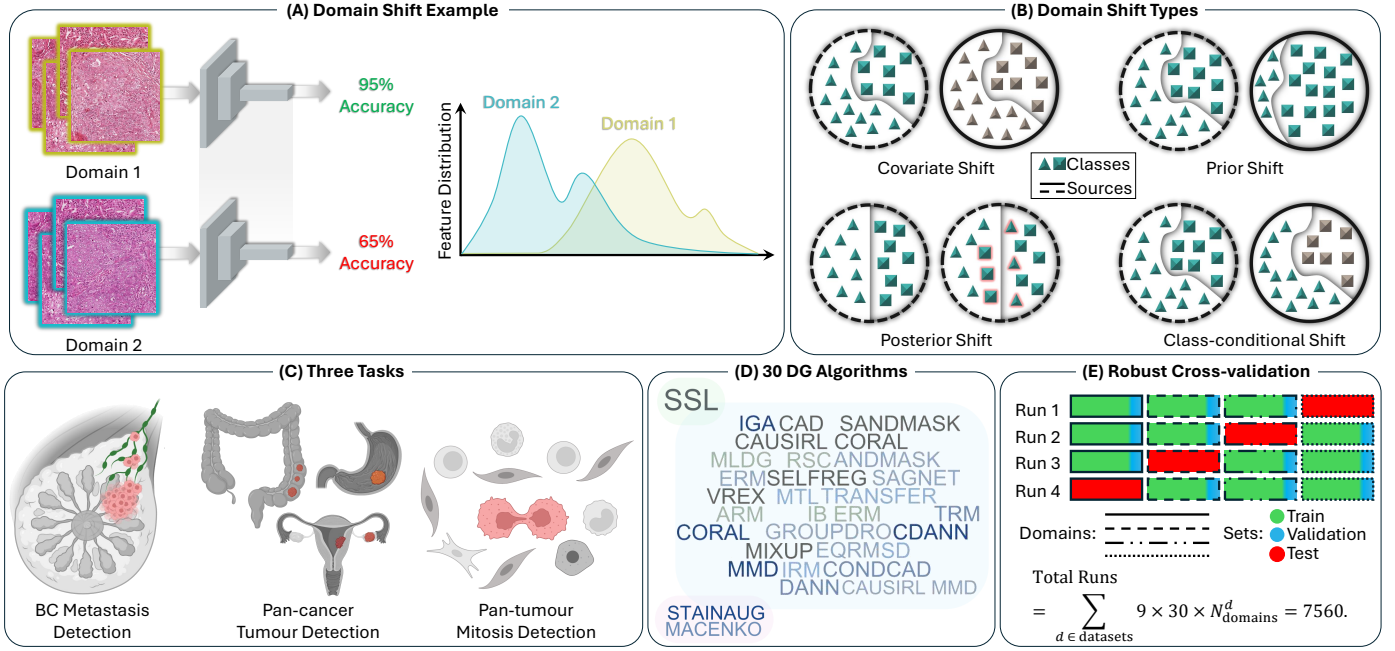 (A) Domain Shift Example
Domain 1
95%
Accuracy
Domain 2
65%
Accuracy
Feature Distribution
Domain 2
Domain 1
(B) Domain Shift Types
Covariate Shift
Prior Shift
Classes
Sources
Posterior Shift
Class-conditional Shift
(C) Three Tasks
BC Metastasis
Detection
Pan-cancer
Tumour Detection
Pan-tumour
Mitosis Detection
(D) 30 DG Algorithms
SSL
IGA CAD SANDMASK
CAUSIRL CORAL
MLDG RSC ANDMASK
ERM SELFREG SAGNET
VREX MTL TRANSFER
ARM IB ERM TRM
CORAL GROUPDRO CDANN
MIXUP EQRM SD
MMD IRM CONDCAD
DANN CAUSIRL MMD
STAINAUG
MACENKO
(E) Robust Cross-validation
Run 1
Run 2
Run 3
Run 4
Domains:
Sets:
Train
Validation
Test
Total Runs
= ∑ 9 × 30 × N^d_domains = 7560.
d ∈ datasets